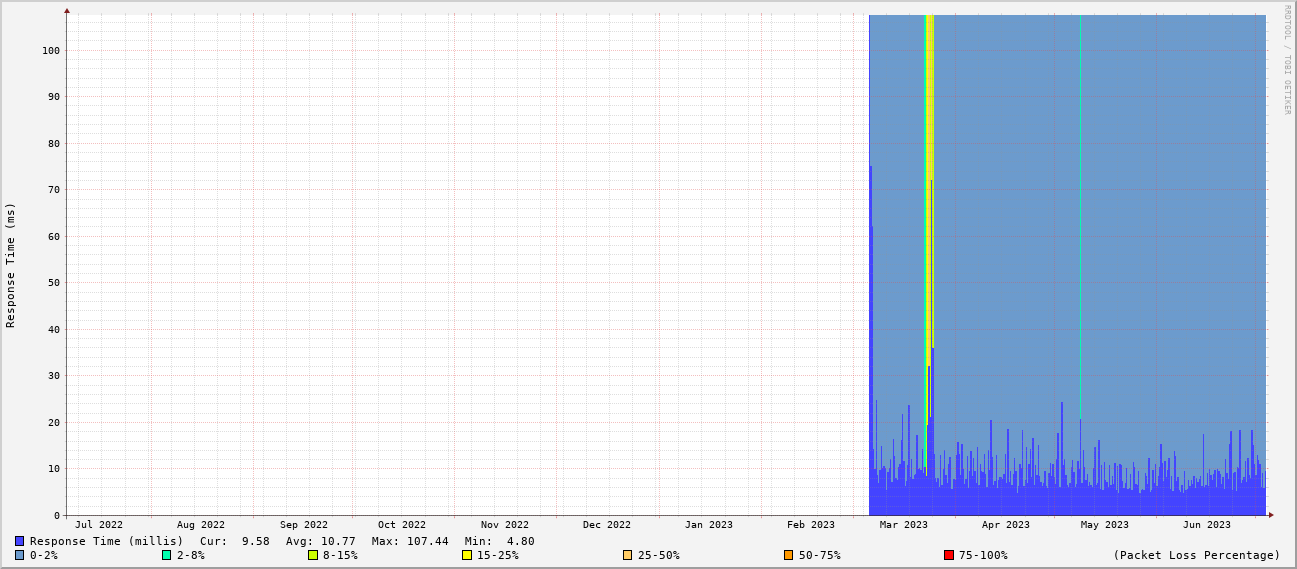 RRDTOOL / TOBI OETIKER
Response Time (ms)
100
90
80
70
60
50
40
30
20
10
0
Jul 2022 Aug 2022 Sep 2022 Oct 2022 Nov 2022 Dec 2022 Jan 2023 Feb 2023 Mar 2023 Apr 2023 May 2023 Jun 2023
Response Time (millis) Cur: 9.58 Avg: 10.77 Max: 107.44 Min: 4.80
0-2% 2-8% 8-15% 15-25% 25-50% 50-75% 75-100% (Packet Loss Percentage)